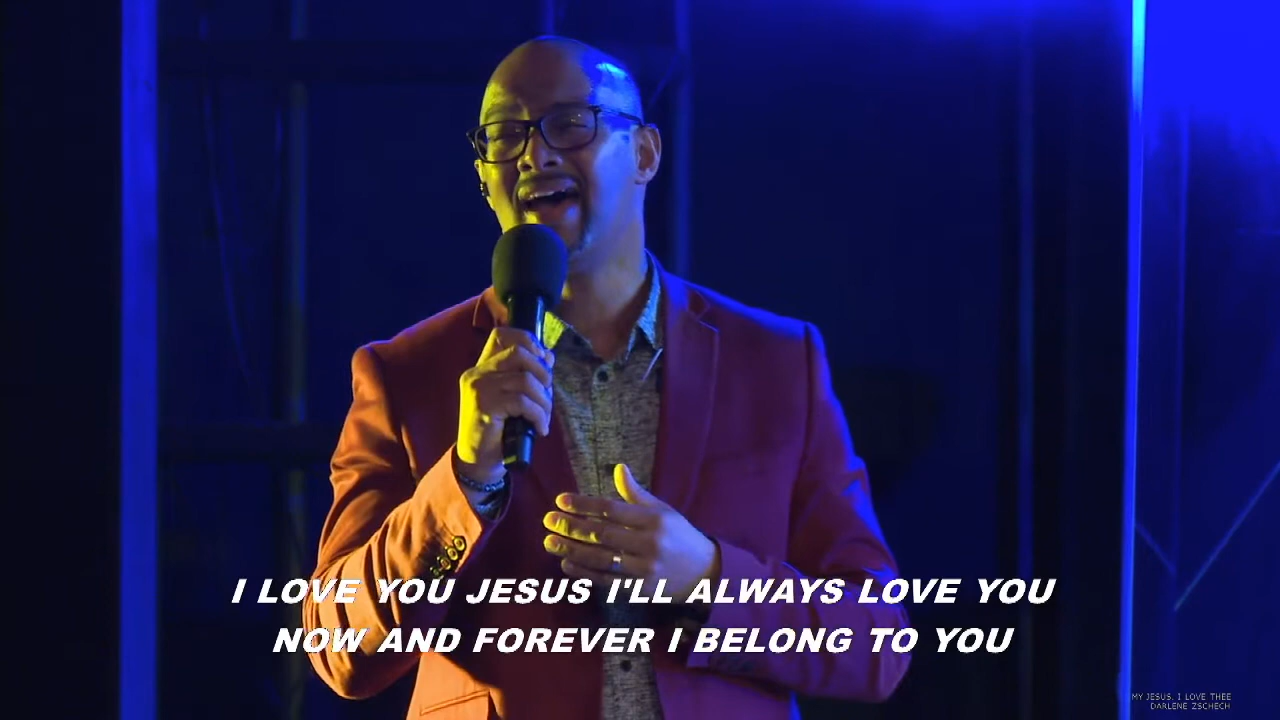 I LOVE YOU JESUS I'LL ALWAYS LOVE YOU
NOW AND FOREVER I BELONG TO YOU
MY JESUS, I LOVE THEE
DARLENE ZSCHECH